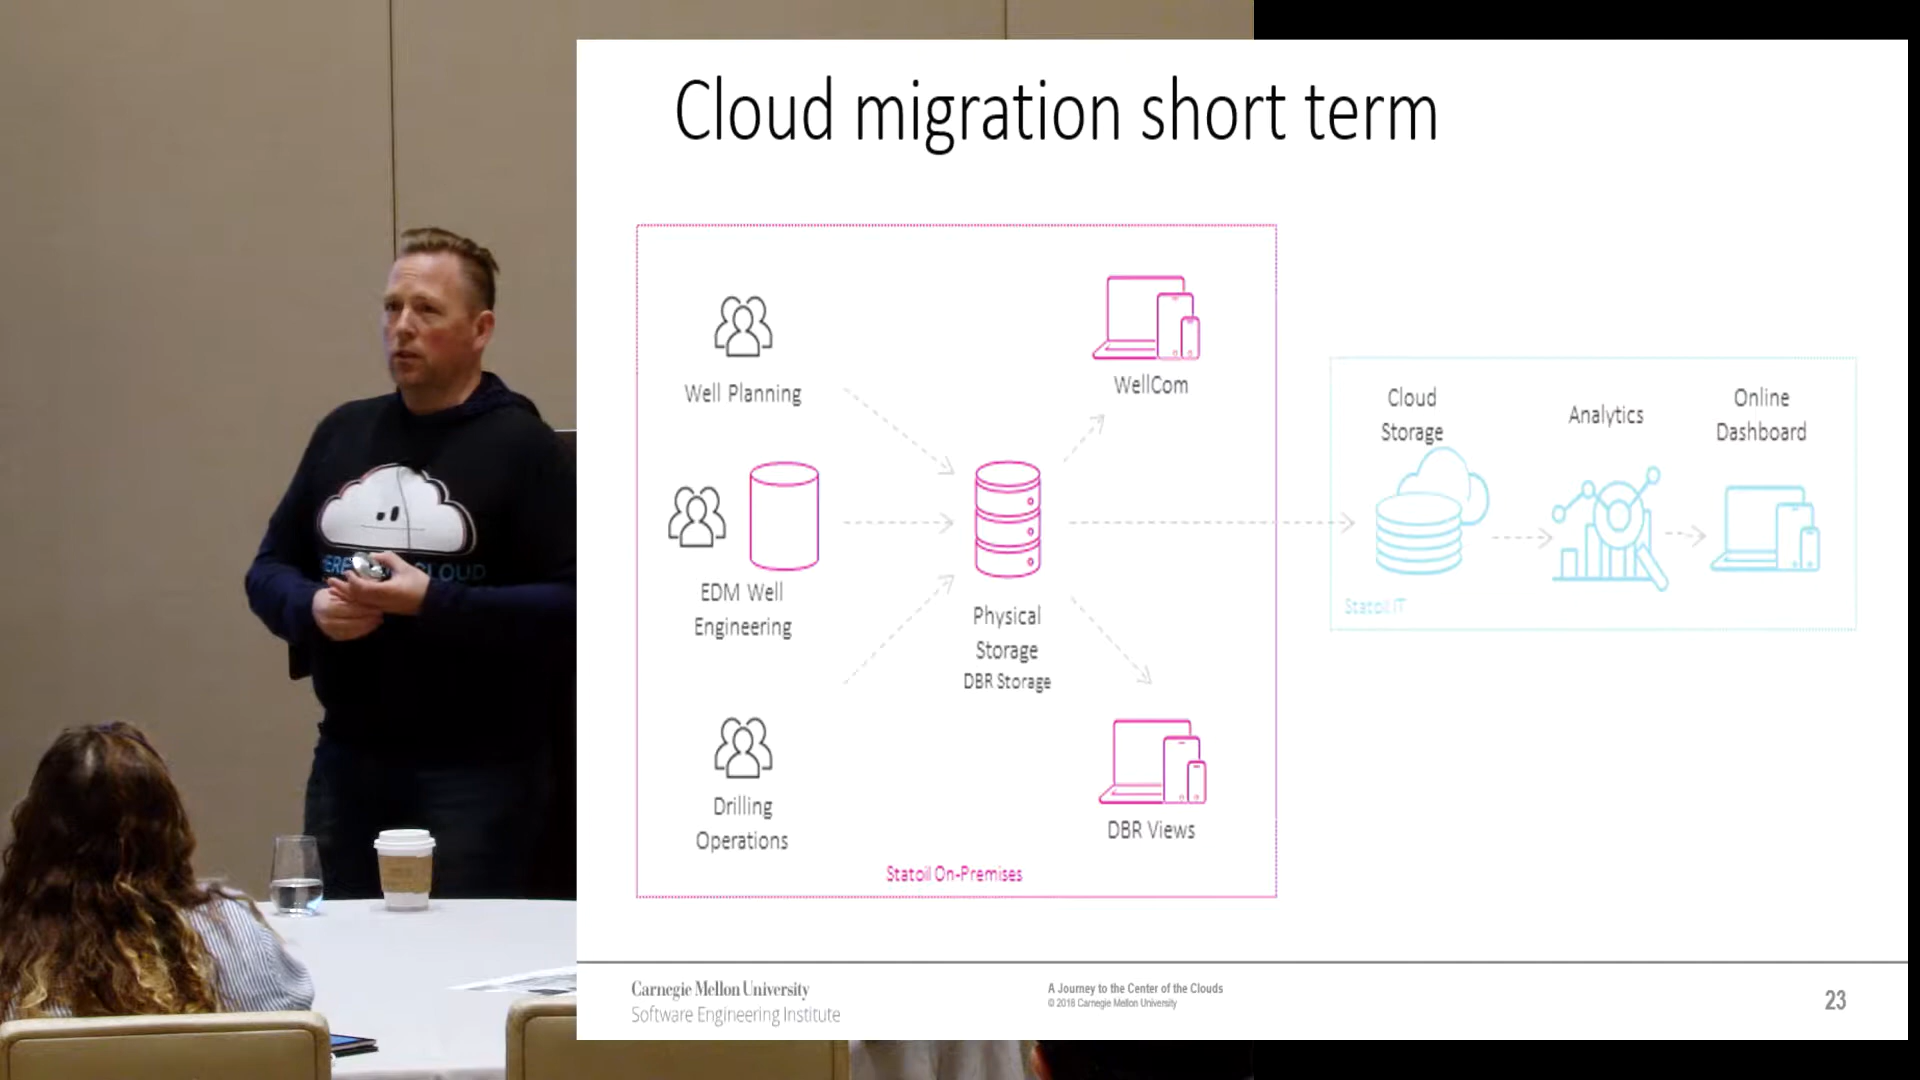 Cloud migration short term
Well Planning
WellCom
EDM Well
Engineering
Physical
Storage
DBR Storage
Drilling
Operations
DBR Views
Statoil On-Premises
Cloud
Storage
Analytics
Online
Dashboard
Statoil IT
CLOUD
Carnegie Mellon University
Software Engineering Institute
A Journey to the Center of the Clouds
© 2018 Carnegie Mellon University
23